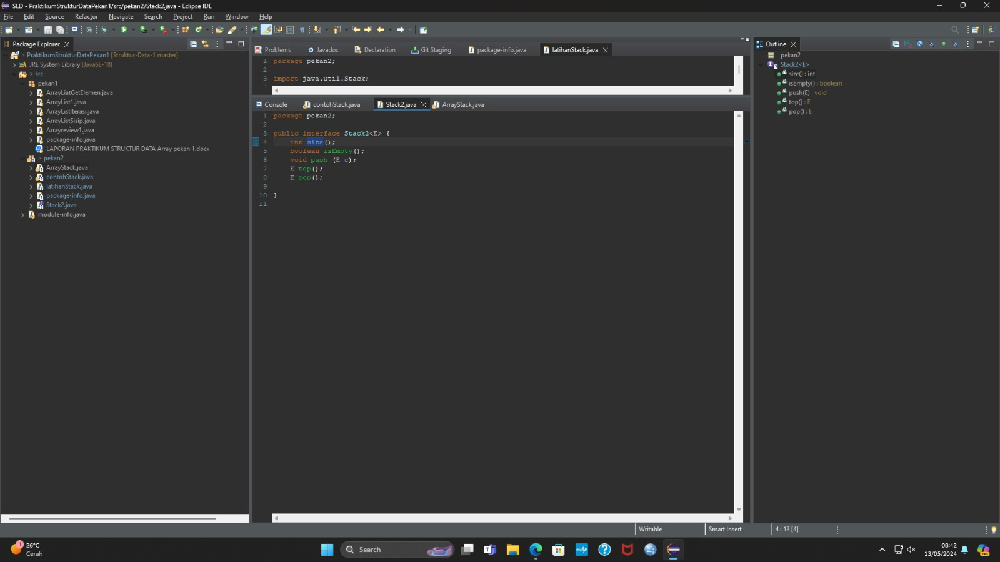 SLD - PraktikumStrukturDataPekan1/src/pekan2/Stack2.java - Eclipse IDE
File Edit Source Refactor Navigate Search Project Run Window Help
Package Explorer
> PraktikumStrukturDataPekan1 [Struktur-Data-1 master]
JRE System Library [JavaSE-18]
> src
pekan1
ArrayLiatGetElemen.java
ArrayList1.java
ArrayListIterasi.java
ArrayListSisip.java
Arrayreview1.java
package-info.java
LAPORAN PRAKTIKUM STRUKTUR DATA Array pekan 1.docx
> pekan2
ArrayStack.java
contohStack.java
latihanStack.java
package-info.java
Stack2.java
module-info.java
Problems Javadoc Declaration Git Staging package-info.java latihanStack.java
1 package pekan2;
2
3 import java.util.Stack;
Console contohStack.java Stack2.java ArrayStack.java
1 package pekan2;
2
3 public interface Stack2<E> {
4 int size();
5 boolean isEmpty();
6 void push (E e);
7 E top();
8 E pop();
9
10 }
11
Outline
pekan2
Stack2<E>
size() : int
isEmpty() : boolean
push(E) : void
top() : E
pop() : E
Writable Smart Insert 4 : 13 [4]
1
26°C
Cerah
Search
myhp
08:42
13/05/2024
PRE